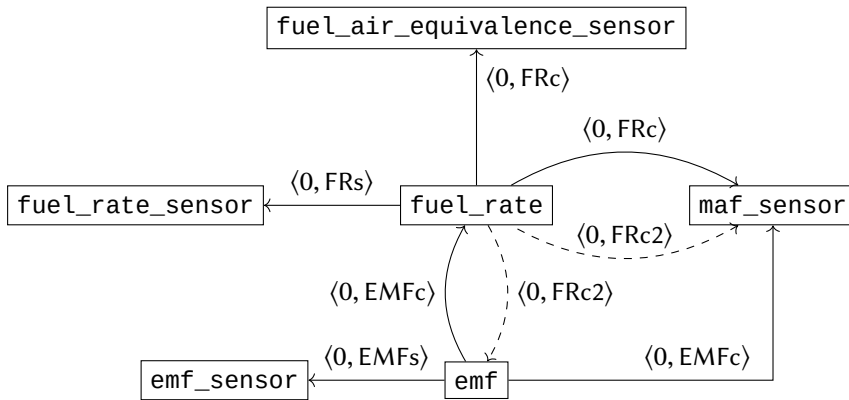 fuel_air_equivalence_sensor
⟨0, FRc⟩
⟨0, FRc⟩
fuel_rate_sensor
⟨0, FRs⟩
fuel_rate
maf_sensor
⟨0, FRc2⟩
⟨0, EMFc⟩
⟨0, FRc2⟩
emf_sensor
⟨0, EMFs⟩
emf
⟨0, EMFc⟩